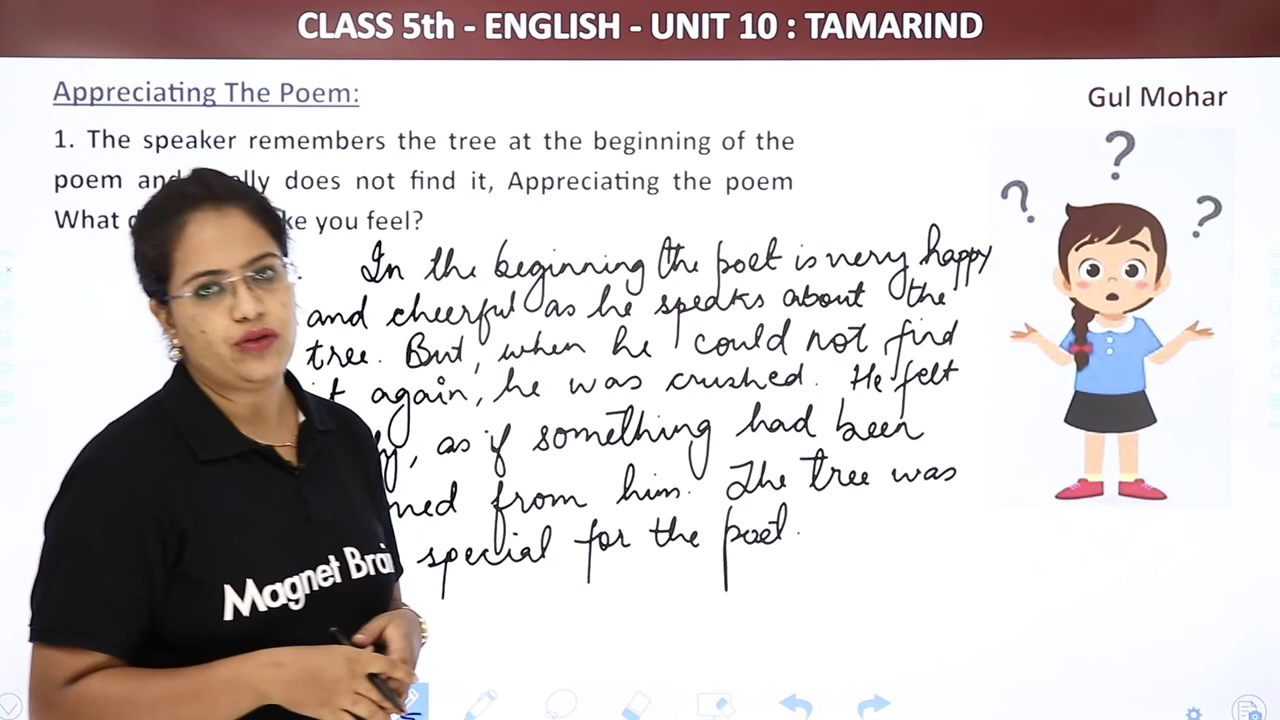 CLASS 5th - ENGLISH - UNIT 10 : TAMARIND
Appreciating The Poem:
Gul Mohar
1. The speaker remembers the tree at the beginning of the
poem and does not find it, Appreciating the poem
What you feel?
? ? ?
In the beginning the poet is very happy
and cheerful as he speaks about the
tree. But, when he could not find
again, he was crushed. He felt
as if something had been
from him. The tree was
special for the poet.
Magnet Brai